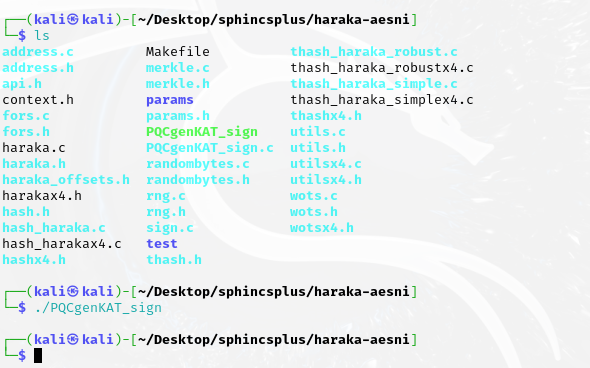 ┌──(kali㉿kali)-[~/Desktop/sphincsplus/haraka-aesni]
└─$ ls
address.c         Makefile            thash_haraka_robust.c
address.h         merkle.c            thash_haraka_robustx4.c
api.h             merkle.h            thash_haraka_simple.c
context.h         params              thash_haraka_simplex4.c
fors.c            params.h            thashx4.h
fors.h            PQCgenKAT_sign      utils.c
haraka.c          PQCgenKAT_sign.c    utils.h
haraka.h          randombytes.c       utilsx4.c
haraka_offsets.h  randombytes.h       utilsx4.h
harakax4.h        rng.c               wots.c
hash.h            rng.h               wots.h
hash_haraka.c     sign.c              wotsx4.h
hash_harakax4.c   test
hashx4.h          thash.h
┌──(kali㉿kali)-[~/Desktop/sphincsplus/haraka-aesni]
└─$ ./PQCgenKAT_sign
┌──(kali㉿kali)-[~/Desktop/sphincsplus/haraka-aesni]
└─$